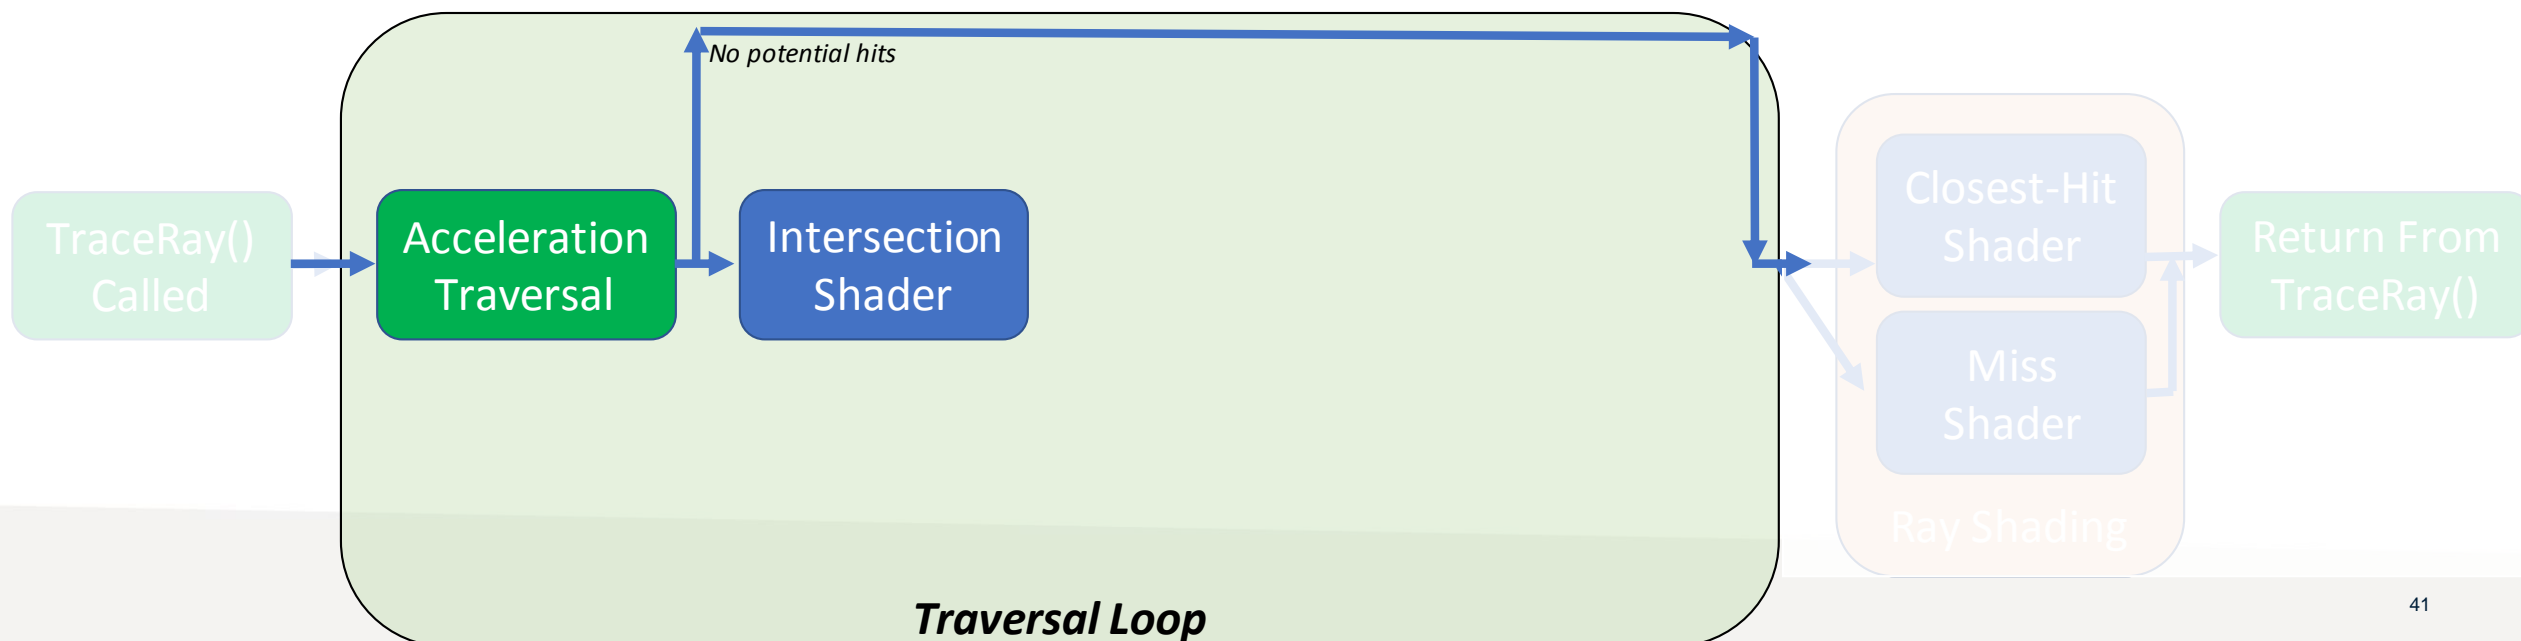 No potential hits
TraceRay()
Called
Acceleration
Traversal
Intersection
Shader
Closest-Hit
Shader
Miss
Shader
Ray Shading
Return From
TraceRay()
Traversal Loop
41